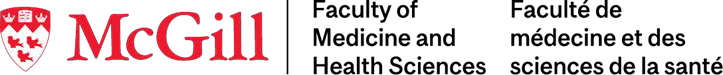 McGill
Faculty of
Medicine and
Health Sciences
Faculté de
médecine et des
sciences de la santé